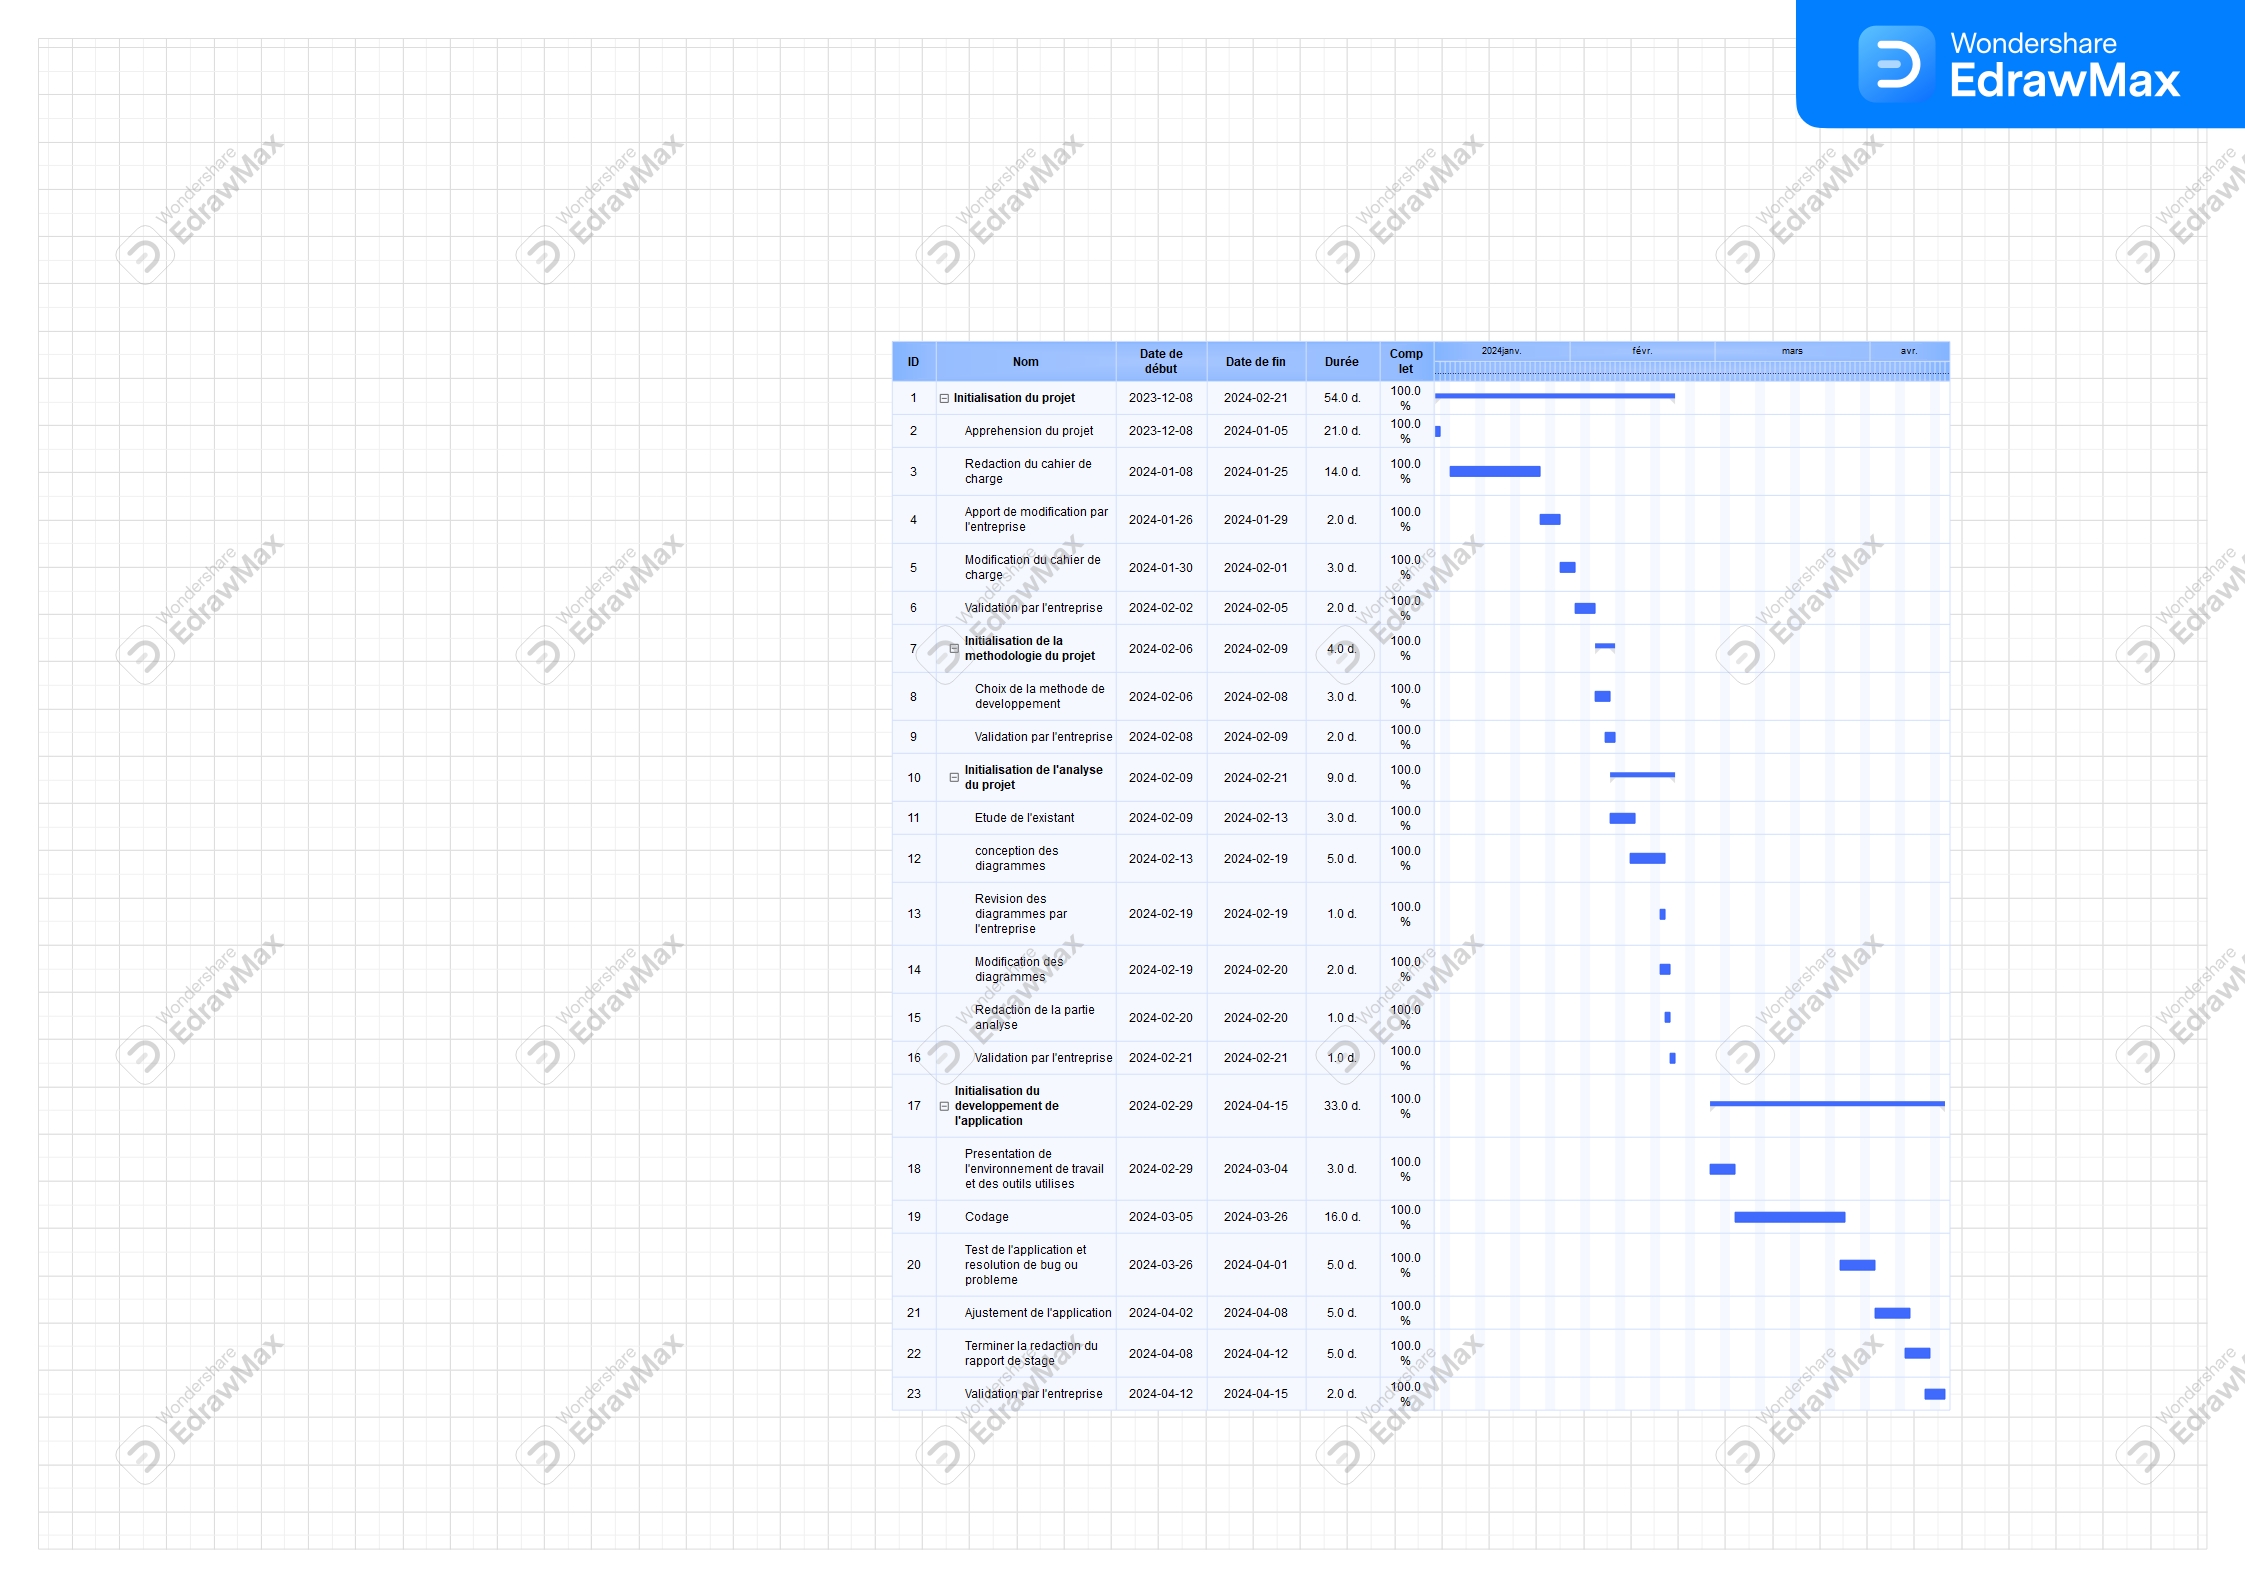 Wondershare
EdrawMax
ID Nom Date de début Date de fin Durée Comp let 2024janv. févr. mars avr.
1 Initialisation du projet 2023-12-08 2024-02-21 54.0 d. 100.0 %
2 Apprehension du projet 2023-12-08 2024-01-05 21.0 d. 100.0 %
3 Redaction du cahier de charge 2024-01-08 2024-01-25 14.0 d. 100.0 %
4 Apport de modification par l'entreprise 2024-01-26 2024-01-29 2.0 d. 100.0 %
5 Modification du cahier de charge 2024-01-30 2024-02-01 3.0 d. 100.0 %
6 Validation par l'entreprise 2024-02-02 2024-02-05 2.0 d. 100.0 %
7 Initialisation de la methodologie du projet 2024-02-06 2024-02-09 4.0 d. 100.0 %
8 Choix de la methode de developpement 2024-02-06 2024-02-08 3.0 d. 100.0 %
9 Validation par l'entreprise 2024-02-08 2024-02-09 2.0 d. 100.0 %
10 Initialisation de l'analyse du projet 2024-02-09 2024-02-21 9.0 d. 100.0 %
11 Etude de l'existant 2024-02-09 2024-02-13 3.0 d. 100.0 %
12 conception des diagrammes 2024-02-13 2024-02-19 5.0 d. 100.0 %
13 Revision des diagrammes par l'entreprise 2024-02-19 2024-02-19 1.0 d. 100.0 %
14 Modification des diagrammes 2024-02-19 2024-02-20 2.0 d. 100.0 %
15 Redaction de la partie analyse 2024-02-20 2024-02-20 1.0 d. 100.0 %
16 Validation par l'entreprise 2024-02-21 2024-02-21 1.0 d. 100.0 %
17 Initialisation du developpement de l'application 2024-02-29 2024-04-15 33.0 d. 100.0 %
18 Presentation de l'environnement de travail et des outils utilises 2024-02-29 2024-03-04 3.0 d. 100.0 %
19 Codage 2024-03-05 2024-03-26 16.0 d. 100.0 %
20 Test de l'application et resolution de bug ou probleme 2024-03-26 2024-04-01 5.0 d. 100.0 %
21 Ajustement de l'application 2024-04-02 2024-04-08 5.0 d. 100.0 %
22 Terminer la redaction du rapport de stage 2024-04-08 2024-04-12 5.0 d. 100.0 %
23 Validation par l'entreprise 2024-04-12 2024-04-15 2.0 d. 100.0 %